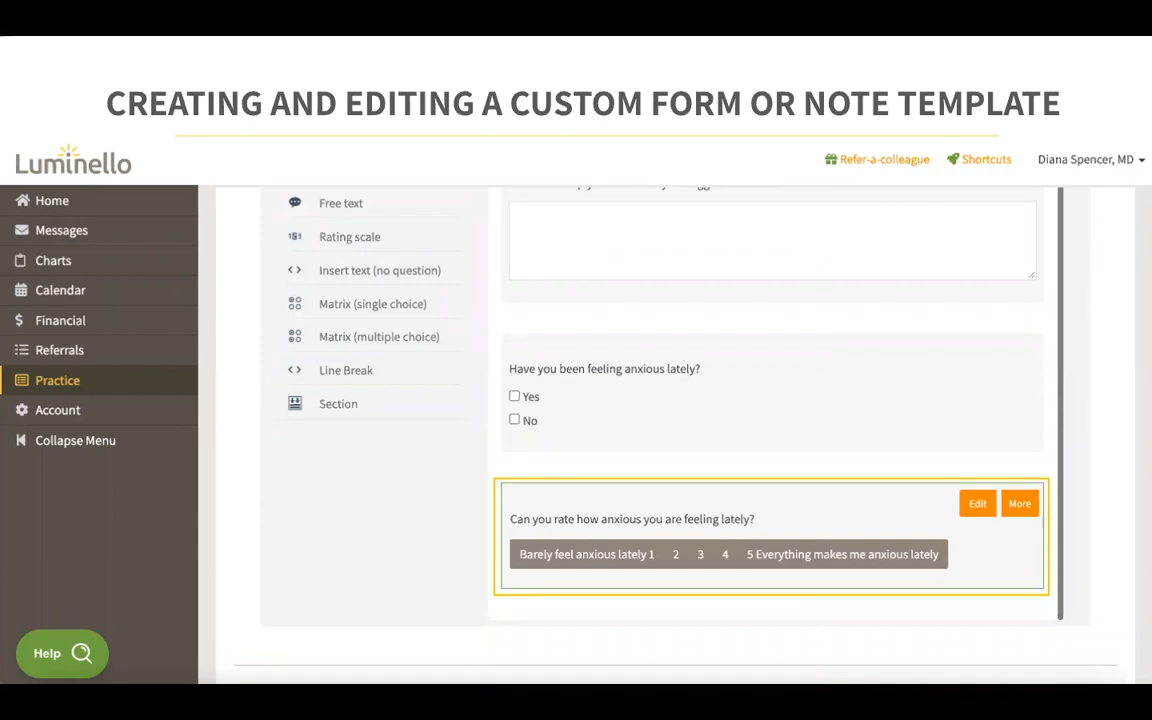 CREATING AND EDITING A CUSTOM FORM OR NOTE TEMPLATE
Luminello
Refer-a-colleague
Shortcuts
Diana Spencer, MD
Home
Messages
Charts
Calendar
Financial
Referrals
Practice
Account
Collapse Menu
Help
Free text
Rating scale
Insert text (no question)
Matrix (single choice)
Matrix (multiple choice)
Line Break
Section
Have you been feeling anxious lately?
Yes
No
Edit
More
Can you rate how anxious you are feeling lately?
Barely feel anxious lately 1 2 3 4 5 Everything makes me anxious lately